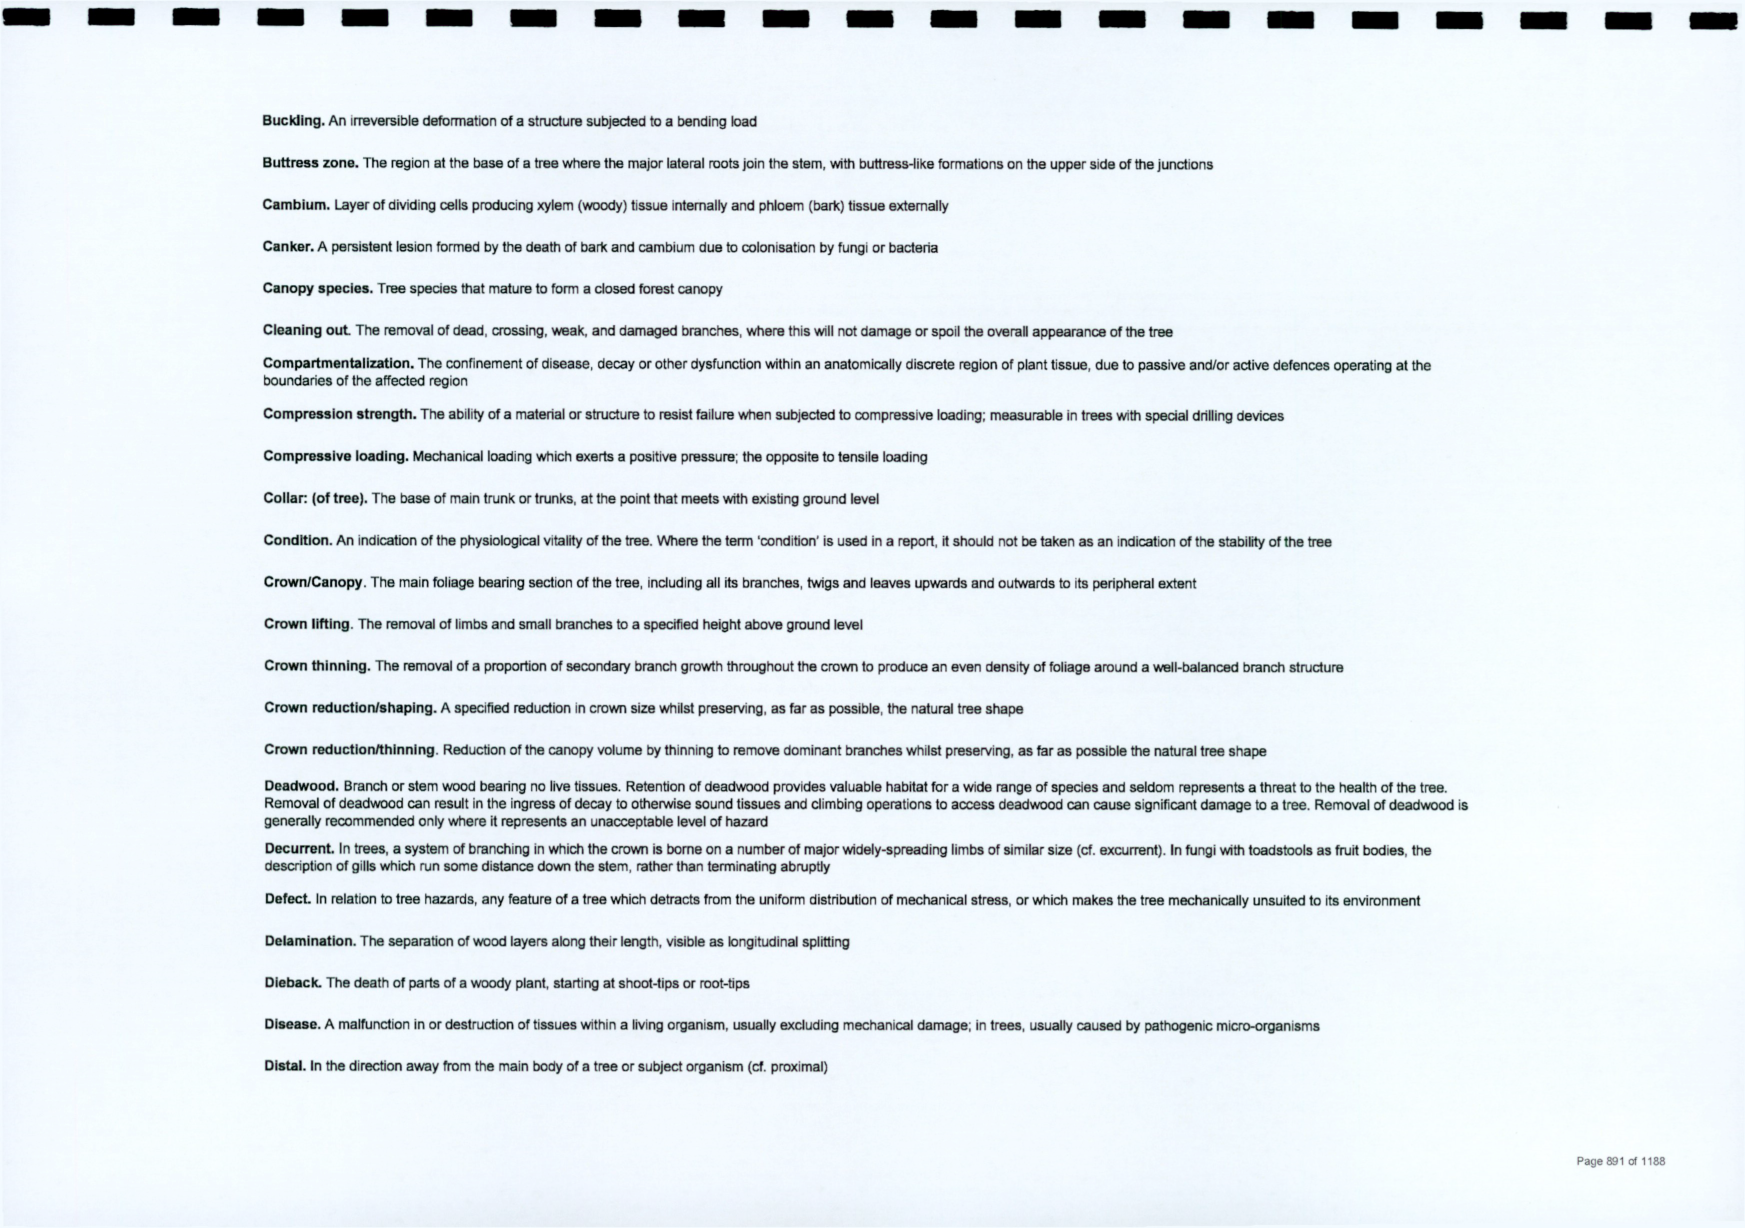 Buckling. An irreversible deformation of a structure subjected to a bending load
Buttress zone. The region at the base of a tree where the major lateral roots join the stem, with buttress-like formations on the upper side of the junctions
Cambium. Layer of dividing cells producing xylem (woody) tissue internally and phloem (bark) tissue externally
Canker. A persistent lesion formed by the death of bark and cambium due to colonisation by fungi or bacteria
Canopy species. Tree species that mature to form a closed forest canopy
Cleaning out. The removal of dead, crossing, weak, and damaged branches, where this will not damage or spoil the overall appearance of the tree
Compartmentalization. The confinement of disease, decay or other dysfunction within an anatomically discrete region of plant tissue, due to passive and/or active defences operating at the
boundaries of the affected region
Compression strength. The ability of a material or structure to resist failure when subjected to compressive loading; measurable in trees with special drilling devices
Compressive loading. Mechanical loading which exerts a positive pressure; the opposite to tensile loading
Collar: (of tree). The base of main trunk or trunks, at the point that meets with existing ground level
Condition. An indication of the physiological vitality of the tree. Where the term ‘condition’ is used in a report, it should not be taken as an indication of the stability of the tree
Crown/Canopy. The main foliage bearing section of the tree, including all its branches, twigs and leaves upwards and outwards to its peripheral extent
Crown lifting. The removal of limbs and small branches to a specified height above ground level
Crown thinning. The removal of a proportion of secondary branch growth throughout the crown to produce an even density of foliage around a well-balanced branch structure
Crown reduction/shaping. A specified reduction in crown size whilst preserving, as far as possible, the natural tree shape
Crown reduction/thinning. Reduction of the canopy volume by thinning to remove dominant branches whilst preserving, as far as possible the natural tree shape
Deadwood. Branch or stem wood bearing no live tissues. Retention of deadwood provides valuable habitat for a wide range of species and seldom represents a threat to the health of the tree.
Removal of deadwood can result in the ingress of decay to otherwise sound tissues and climbing operations to access deadwood can cause significant damage to a tree. Removal of deadwood is
generally recommended only where it represents an unacceptable level of hazard
Decurrent. In trees, a system of branching in which the crown is borne on a number of major widely-spreading limbs of similar size (cf. excurrent). In fungi with toadstools as fruit bodies, the
description of gills which run some distance down the stem, rather than terminating abruptly
Defect. In relation to tree hazards, any feature of a tree which detracts from the uniform distribution of mechanical stress, or which makes the tree mechanically unsuited to its environment
Delamination. The separation of wood layers along their length, visible as longitudinal splitting
Dieback. The death of parts of a woody plant, starting at shoot-tips or root-tips
Disease. A malfunction in or destruction of tissues within a living organism, usually excluding mechanical damage; in trees, usually caused by pathogenic micro-organisms
Distal. In the direction away from the main body of a tree or subject organism (cf. proximal)
Page 891 of 1188